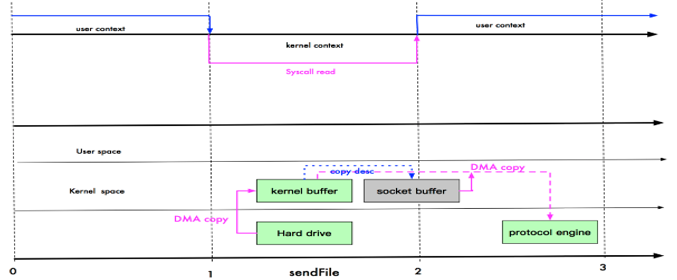 user context
user context
kernel context
Syscall read
User space
copy desc
DMA copy
Kernel space
kernel buffer
socket buffer
DMA copy
Hard drive
protocol engine
0
1
sendFile
2
3